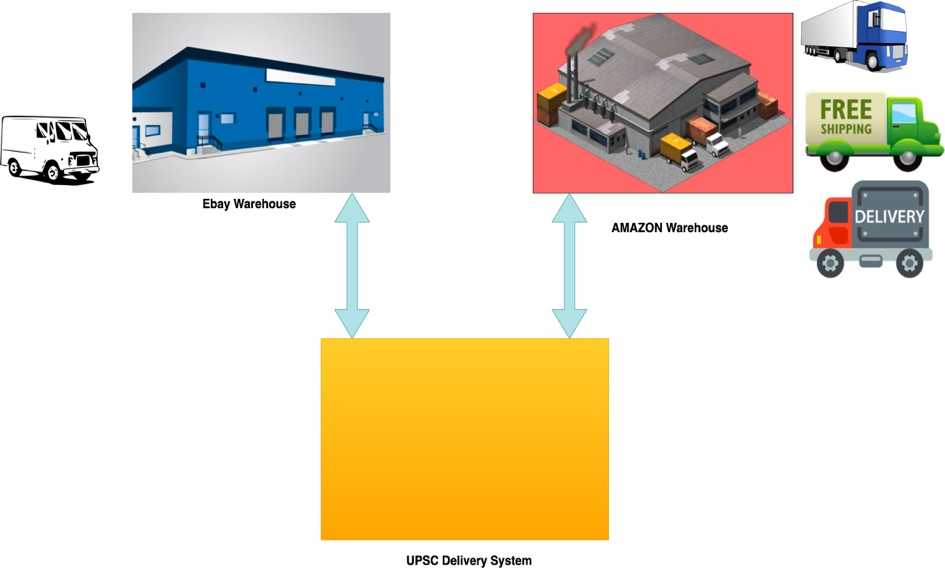 FREE
SHIPPING
DELIVERY
Ebay Warehouse
AMAZON Warehouse
UPSC Delivery System